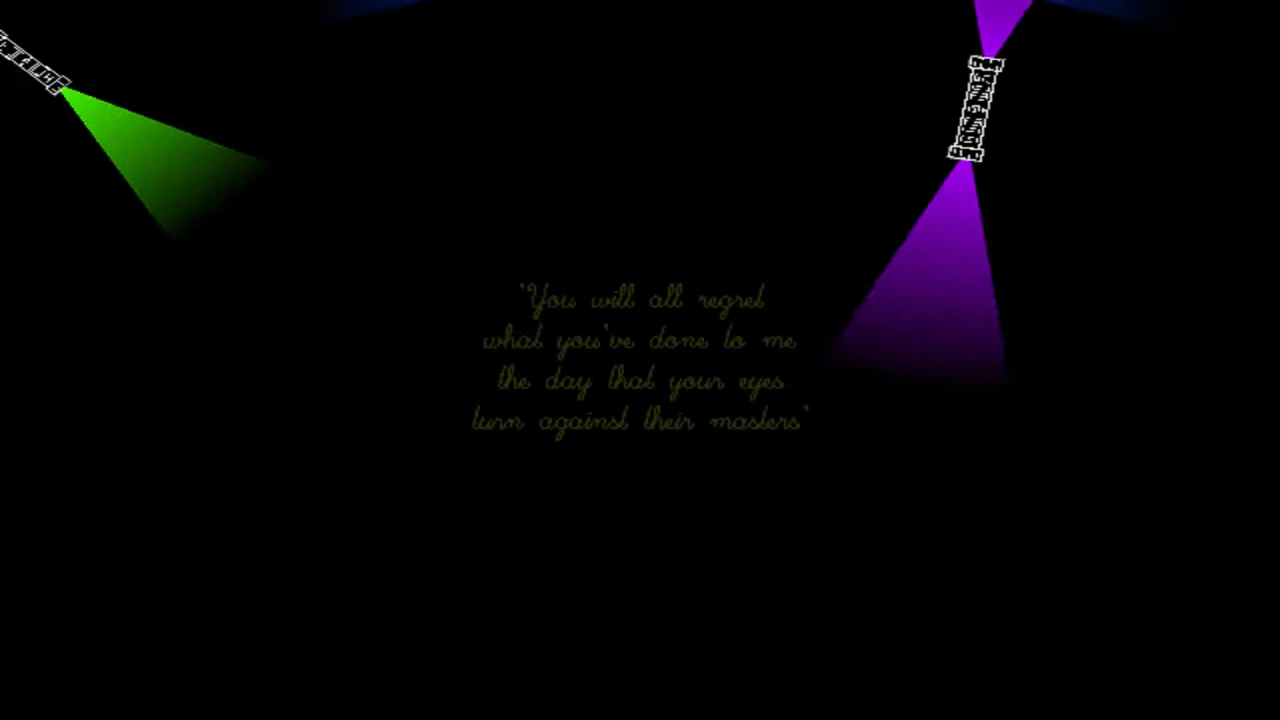 "You will all regret
what you've done to me
the day that your eyes
turn against their masters"